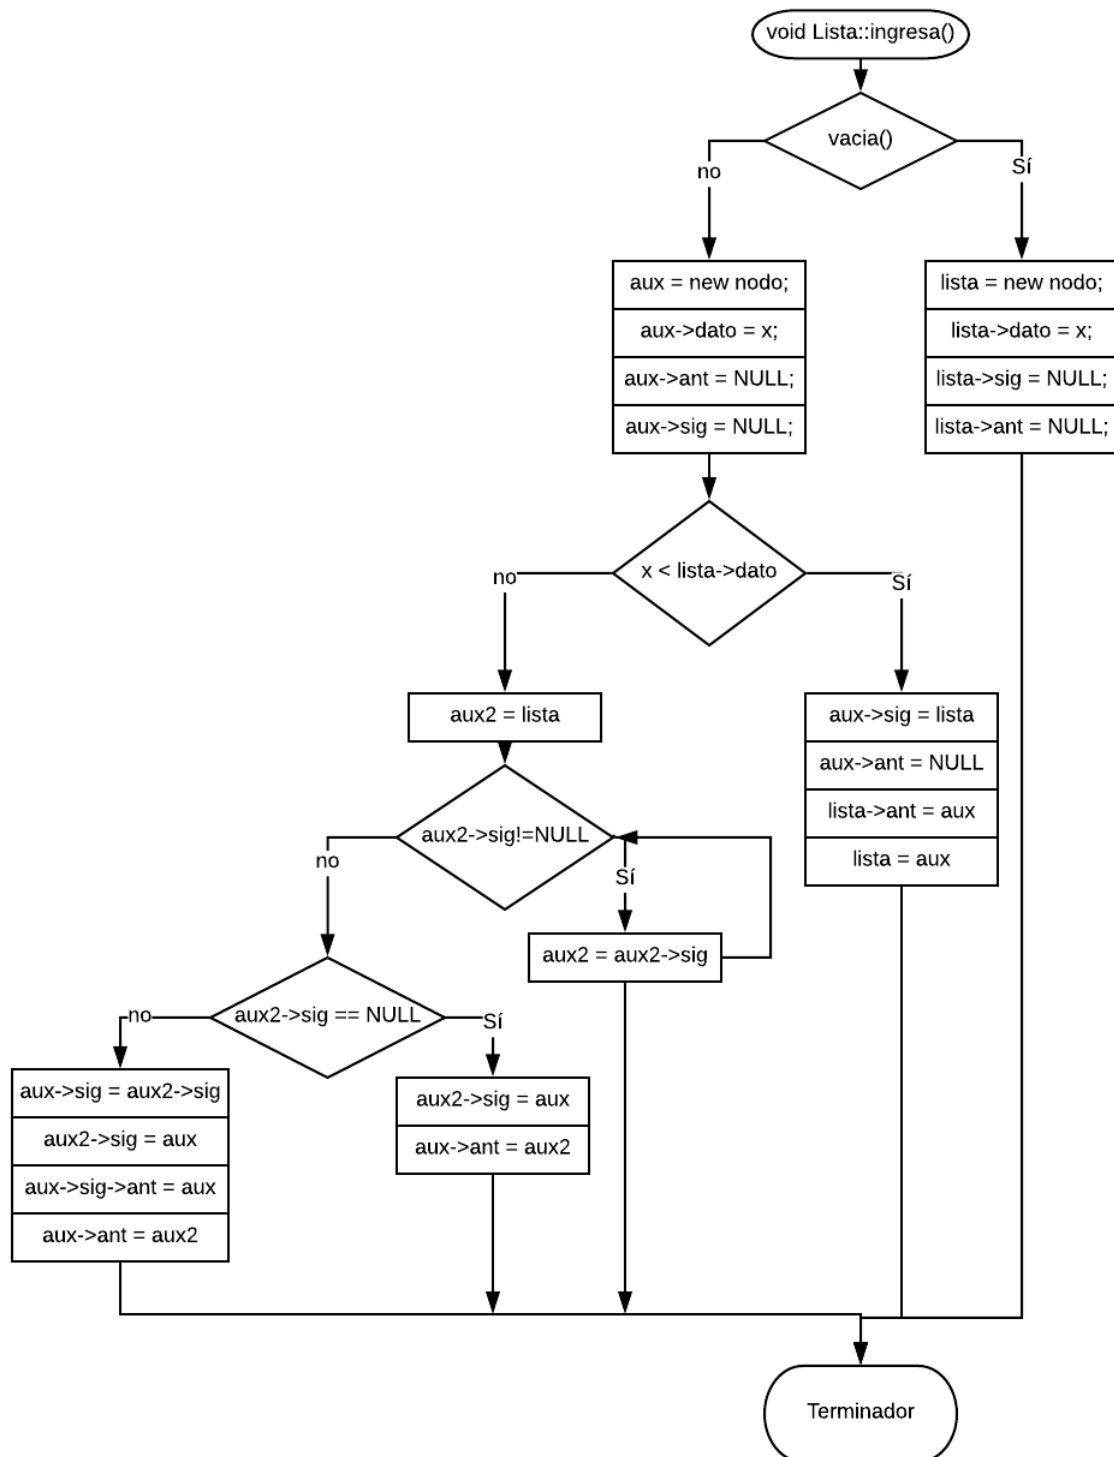 void Lista::ingresa()
vacia()
no
Sí
aux = new nodo;
aux->dato = x;
aux->ant = NULL;
aux->sig = NULL;
lista = new nodo;
lista->dato = x;
lista->sig = NULL;
lista->ant = NULL;
x < lista->dato
no
Sí
aux2 = lista
aux->sig = lista
aux->ant = NULL
lista->ant = aux
lista = aux
aux2->sig!=NULL
no
Sí
aux2 = aux2->sig
aux2->sig == NULL
no
Sí
aux->sig = aux2->sig
aux2->sig = aux
aux->sig->ant = aux
aux->ant = aux2
aux2->sig = aux
aux->ant = aux2
Terminador